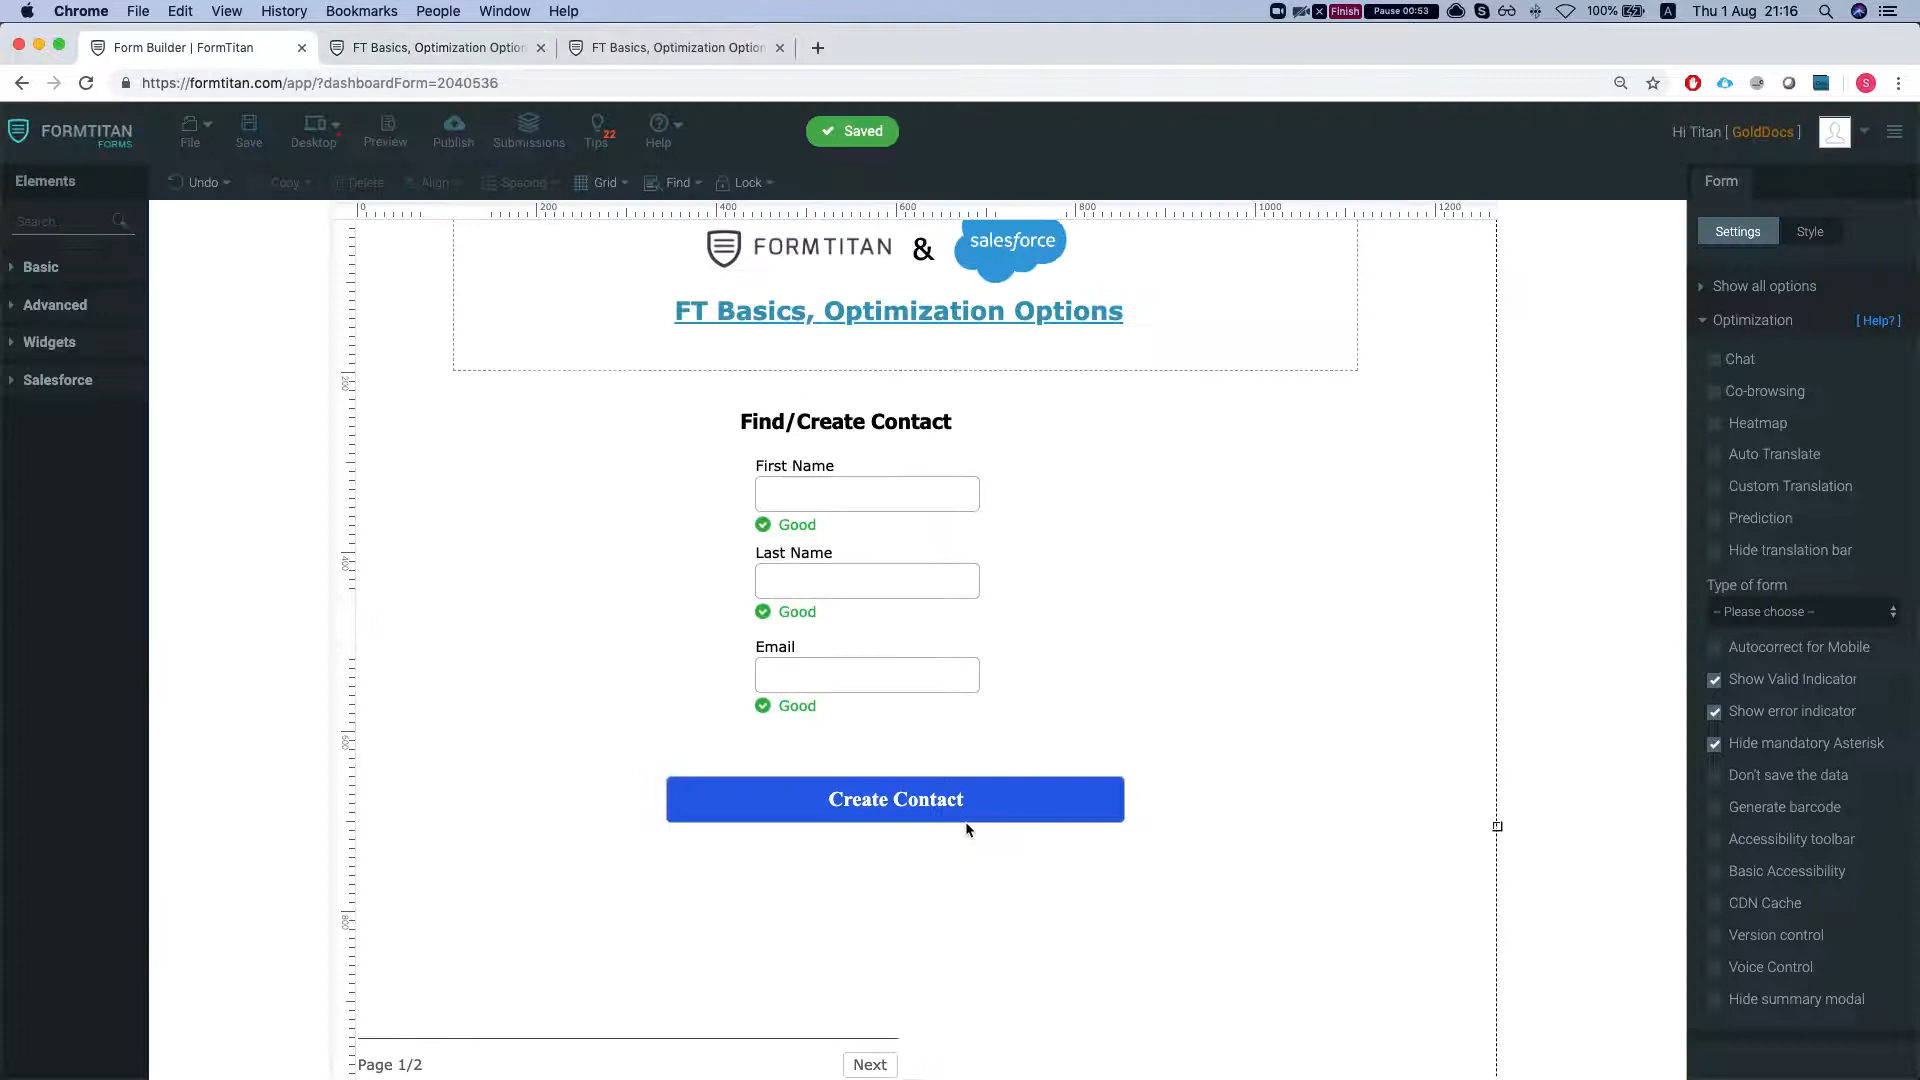 Chrome File Edit View History Bookmarks People Window Help
Finish Pause 00:53 100% A Thu 1 Aug 21:16
Form Builder | FormTitan
FT Basics, Optimization Option
FT Basics, Optimization Option
https://formtitan.com/app/?dashboardForm=2040536
S
FORMTITAN
FORMS
File
Save
Desktop
Preview
Publish
Submissions
Tips 22
Help
Saved
Hi Titan [ GoldDocs ]
Elements
Undo
Copy
Delete
Align
Spacing
Grid
Find
Lock
Form
Search...
Basic
Advanced
Widgets
Salesforce
0 200 400 600 800 1000 1200
200
400
600
800
FORMTITAN & salesforce
FT Basics, Optimization Options
Find/Create Contact
First Name
Good
Last Name
Good
Email
Good
Create Contact
Page 1/2
Next
Settings
Style
Show all options
Optimization [ Help? ]
Chat
Co-browsing
Heatmap
Auto Translate
Custom Translation
Prediction
Hide translation bar
Type of form
-- Please choose --
Autocorrect for Mobile
Show Valid Indicator
Show error indicator
Hide mandatory Asterisk
Don't save the data
Generate barcode
Accessibility toolbar
Basic Accessibility
CDN Cache
Version control
Voice Control
Hide summary modal